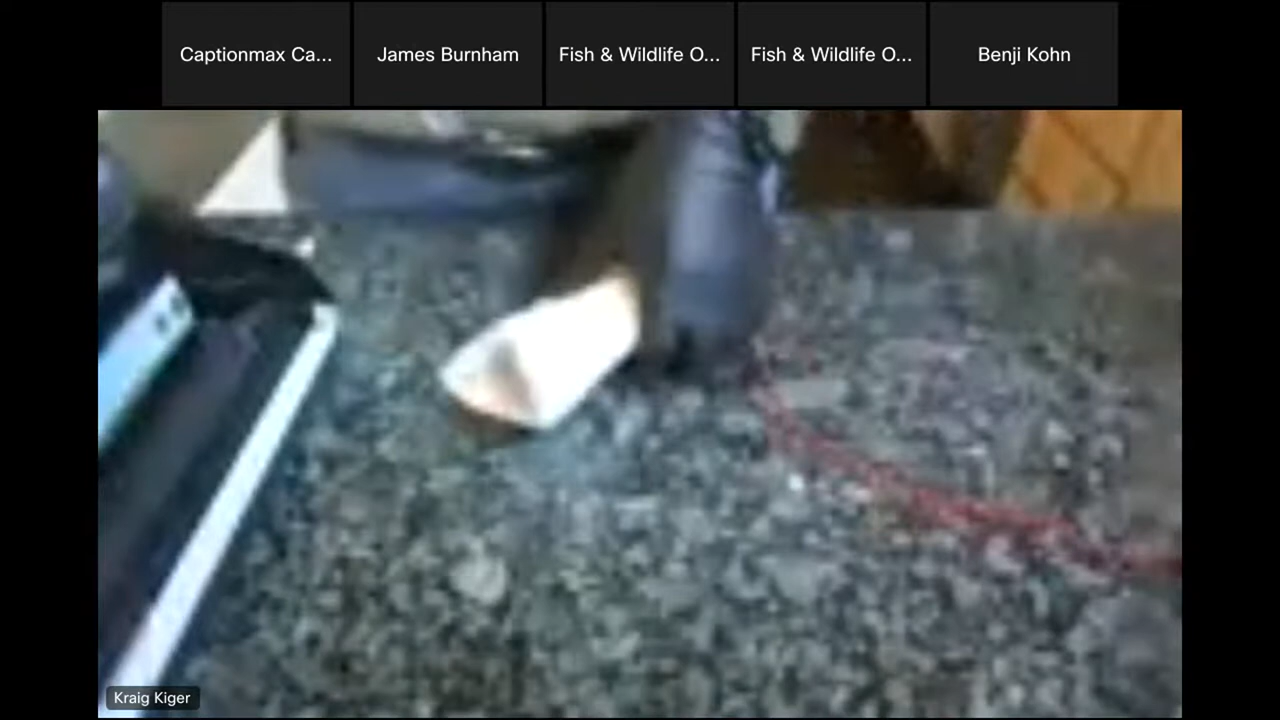 Captionmax Ca...
James Burnham
Fish & Wildlife O...
Fish & Wildlife O...
Benji Kohn
Kraig Kiger